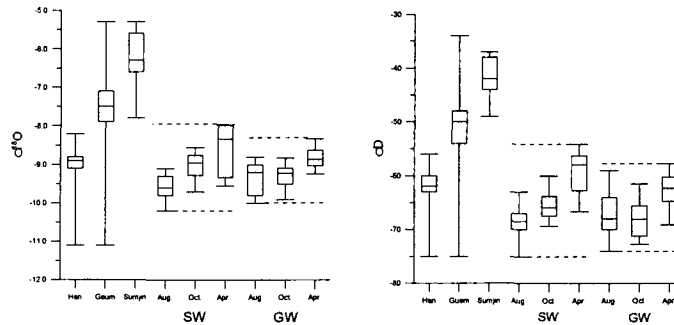 -5.0
-6.0
-7.0
-8.0
-9.0
-10.0
-11.0
-12.0
d¹⁸O
Han Geum Sumjin Aug. Oct. Apr Aug Oct. Apr
SW GW
-30
-40
-50
-60
-70
-80
dD
Han Guem Sumjin Aug Oct. Apr Aug Oct. Apr
SW GW